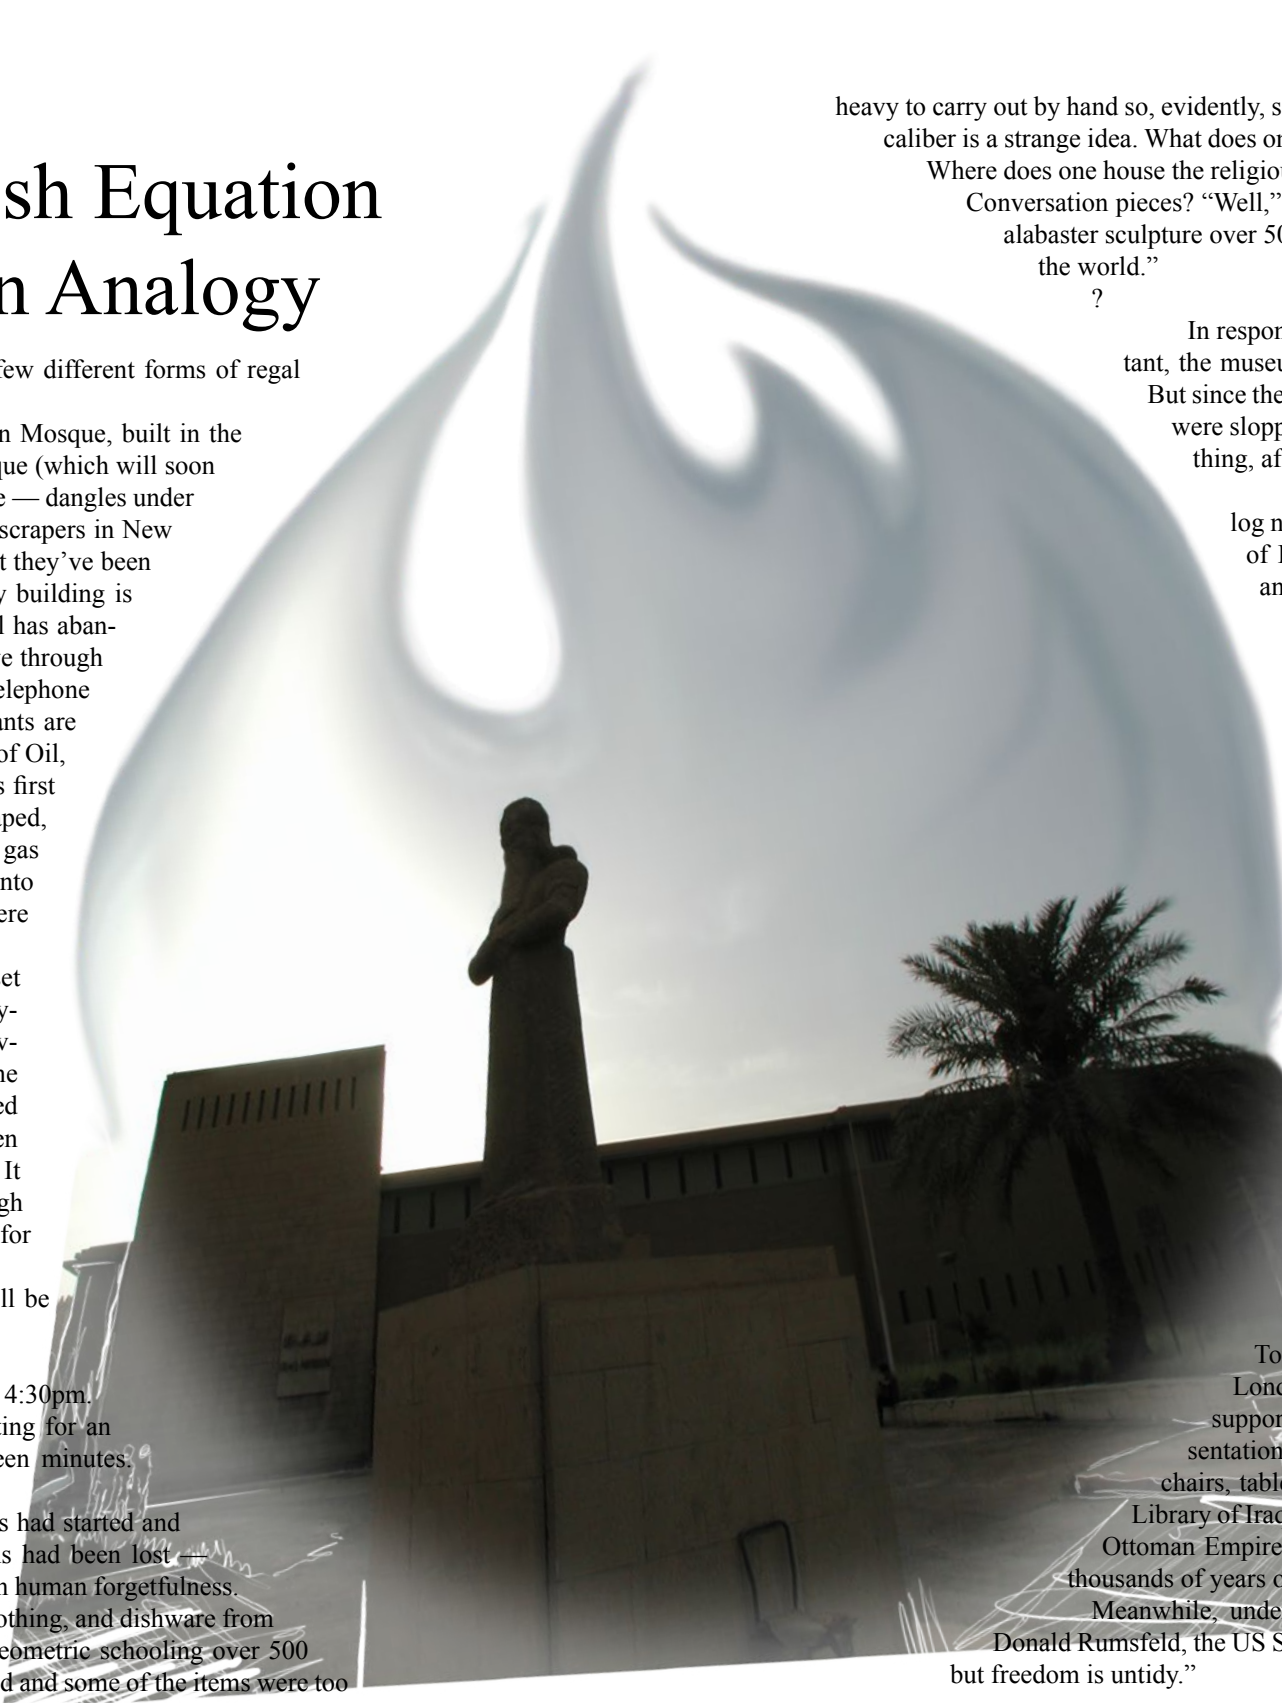 sh Equation
n Analogy
few different forms of regal
n Mosque, built in the
que (which will soon
e — dangles under
scrapers in New
t they’ve been
y building is
l has aban-
e through
elephone
ants are
of Oil,
s first
aped,
gas
nto
ere
et
y-
v-
he
ed
en
It
gh
for
ll be
4:30pm.
ting for an
een minutes.
s had started and
s had been lost —
n human forgetfulness.
othing, and dishware from
eometric schooling over 500
d and some of the items were too
heavy to carry out by hand so, evidently, s
caliber is a strange idea. What does or
Where does one house the religiou
Conversation pieces? “Well,”
alabaster sculpture over 50
the world.”
?
In respon
tant, the museu
But since the
were slopp
thing, af
log n
of
an
To
Lond
suppor
sentation
chairs, table
Library of Iraq
Ottoman Empire
thousands of years o
Meanwhile, unde
Donald Rumsfeld, the US S
but freedom is untidy.”